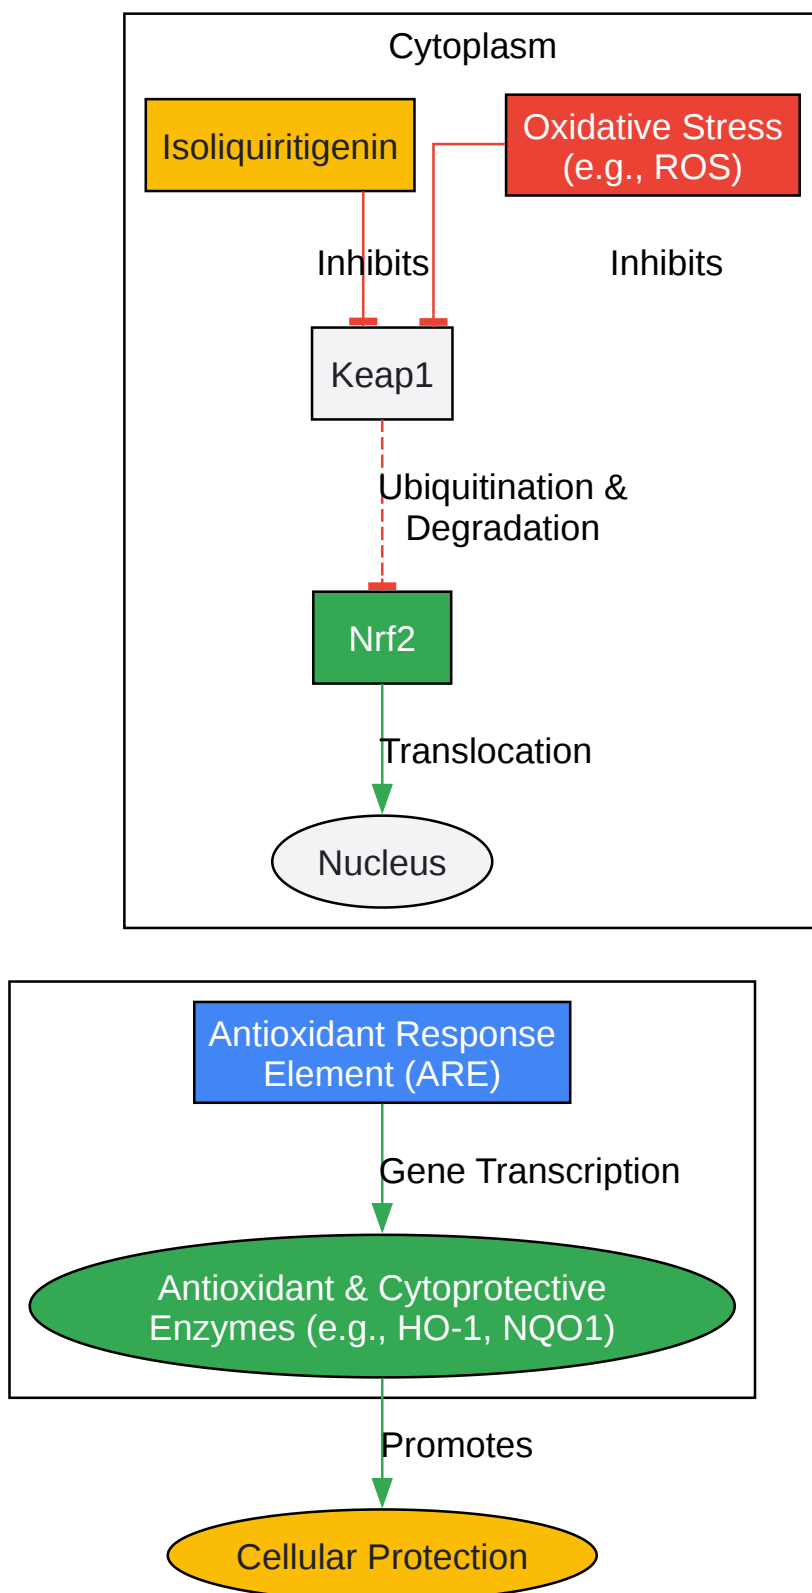 Cytoplasm
Isoliquiritigenin
Oxidative Stress
(e.g., ROS)
Inhibits
Inhibits
Keap1
Ubiquitination &
Degradation
Nrf2
Translocation
Nucleus
Antioxidant Response
Element (ARE)
Gene Transcription
Antioxidant & Cytoprotective
Enzymes (e.g., HO-1, NQO1)
Promotes
Cellular Protection